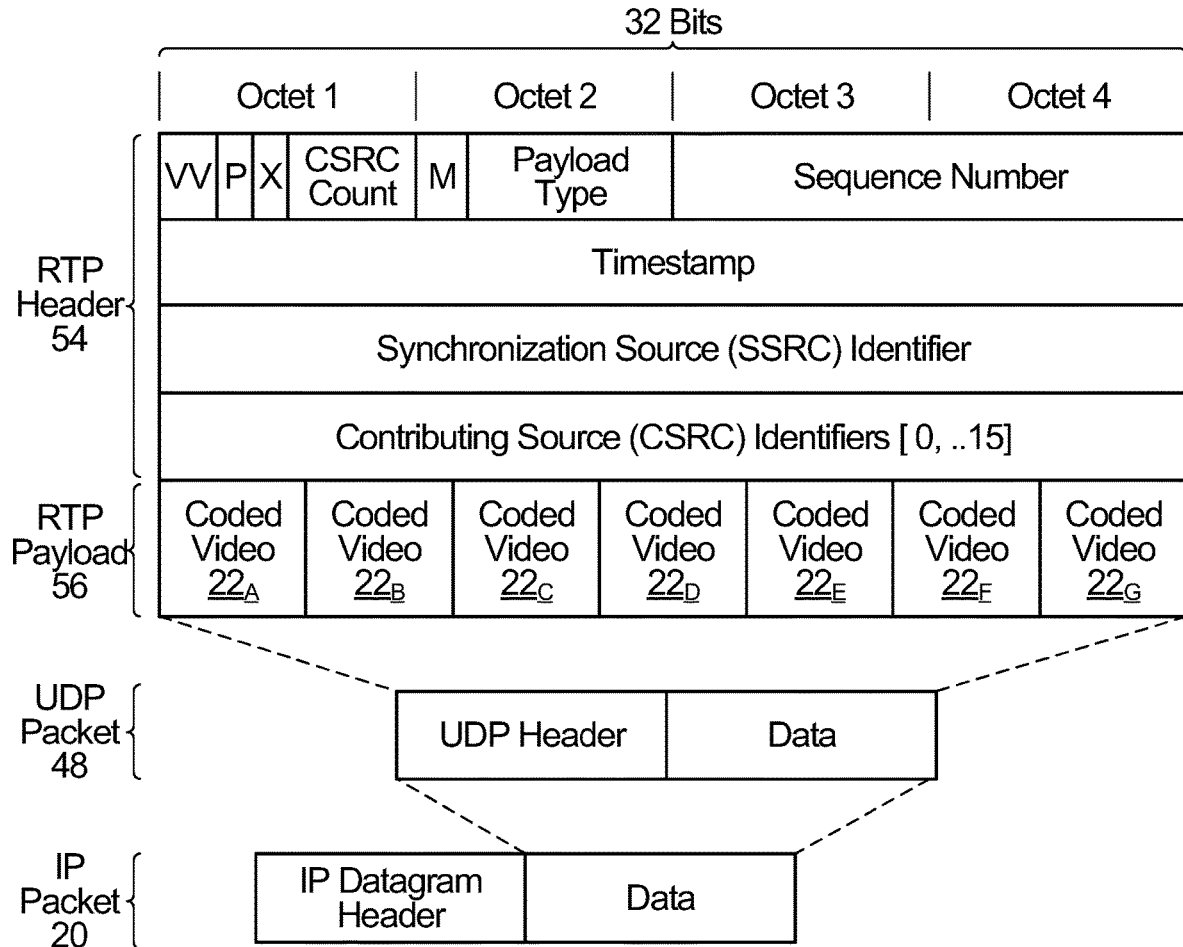 32 Bits
Octet 1 Octet 2 Octet 3 Octet 4
RTP
Header
54
VV P X CSRC
Count M Payload
Type Sequence Number
Timestamp
Synchronization Source (SSRC) Identifier
Contributing Source (CSRC) Identifiers [ 0, ..15]
RTP
Payload
56
Coded
Video
22A
Coded
Video
22B
Coded
Video
22C
Coded
Video
22D
Coded
Video
22E
Coded
Video
22F
Coded
Video
22G
UDP
Packet
48
UDP Header Data
IP
Packet
20
IP Datagram
Header
Data